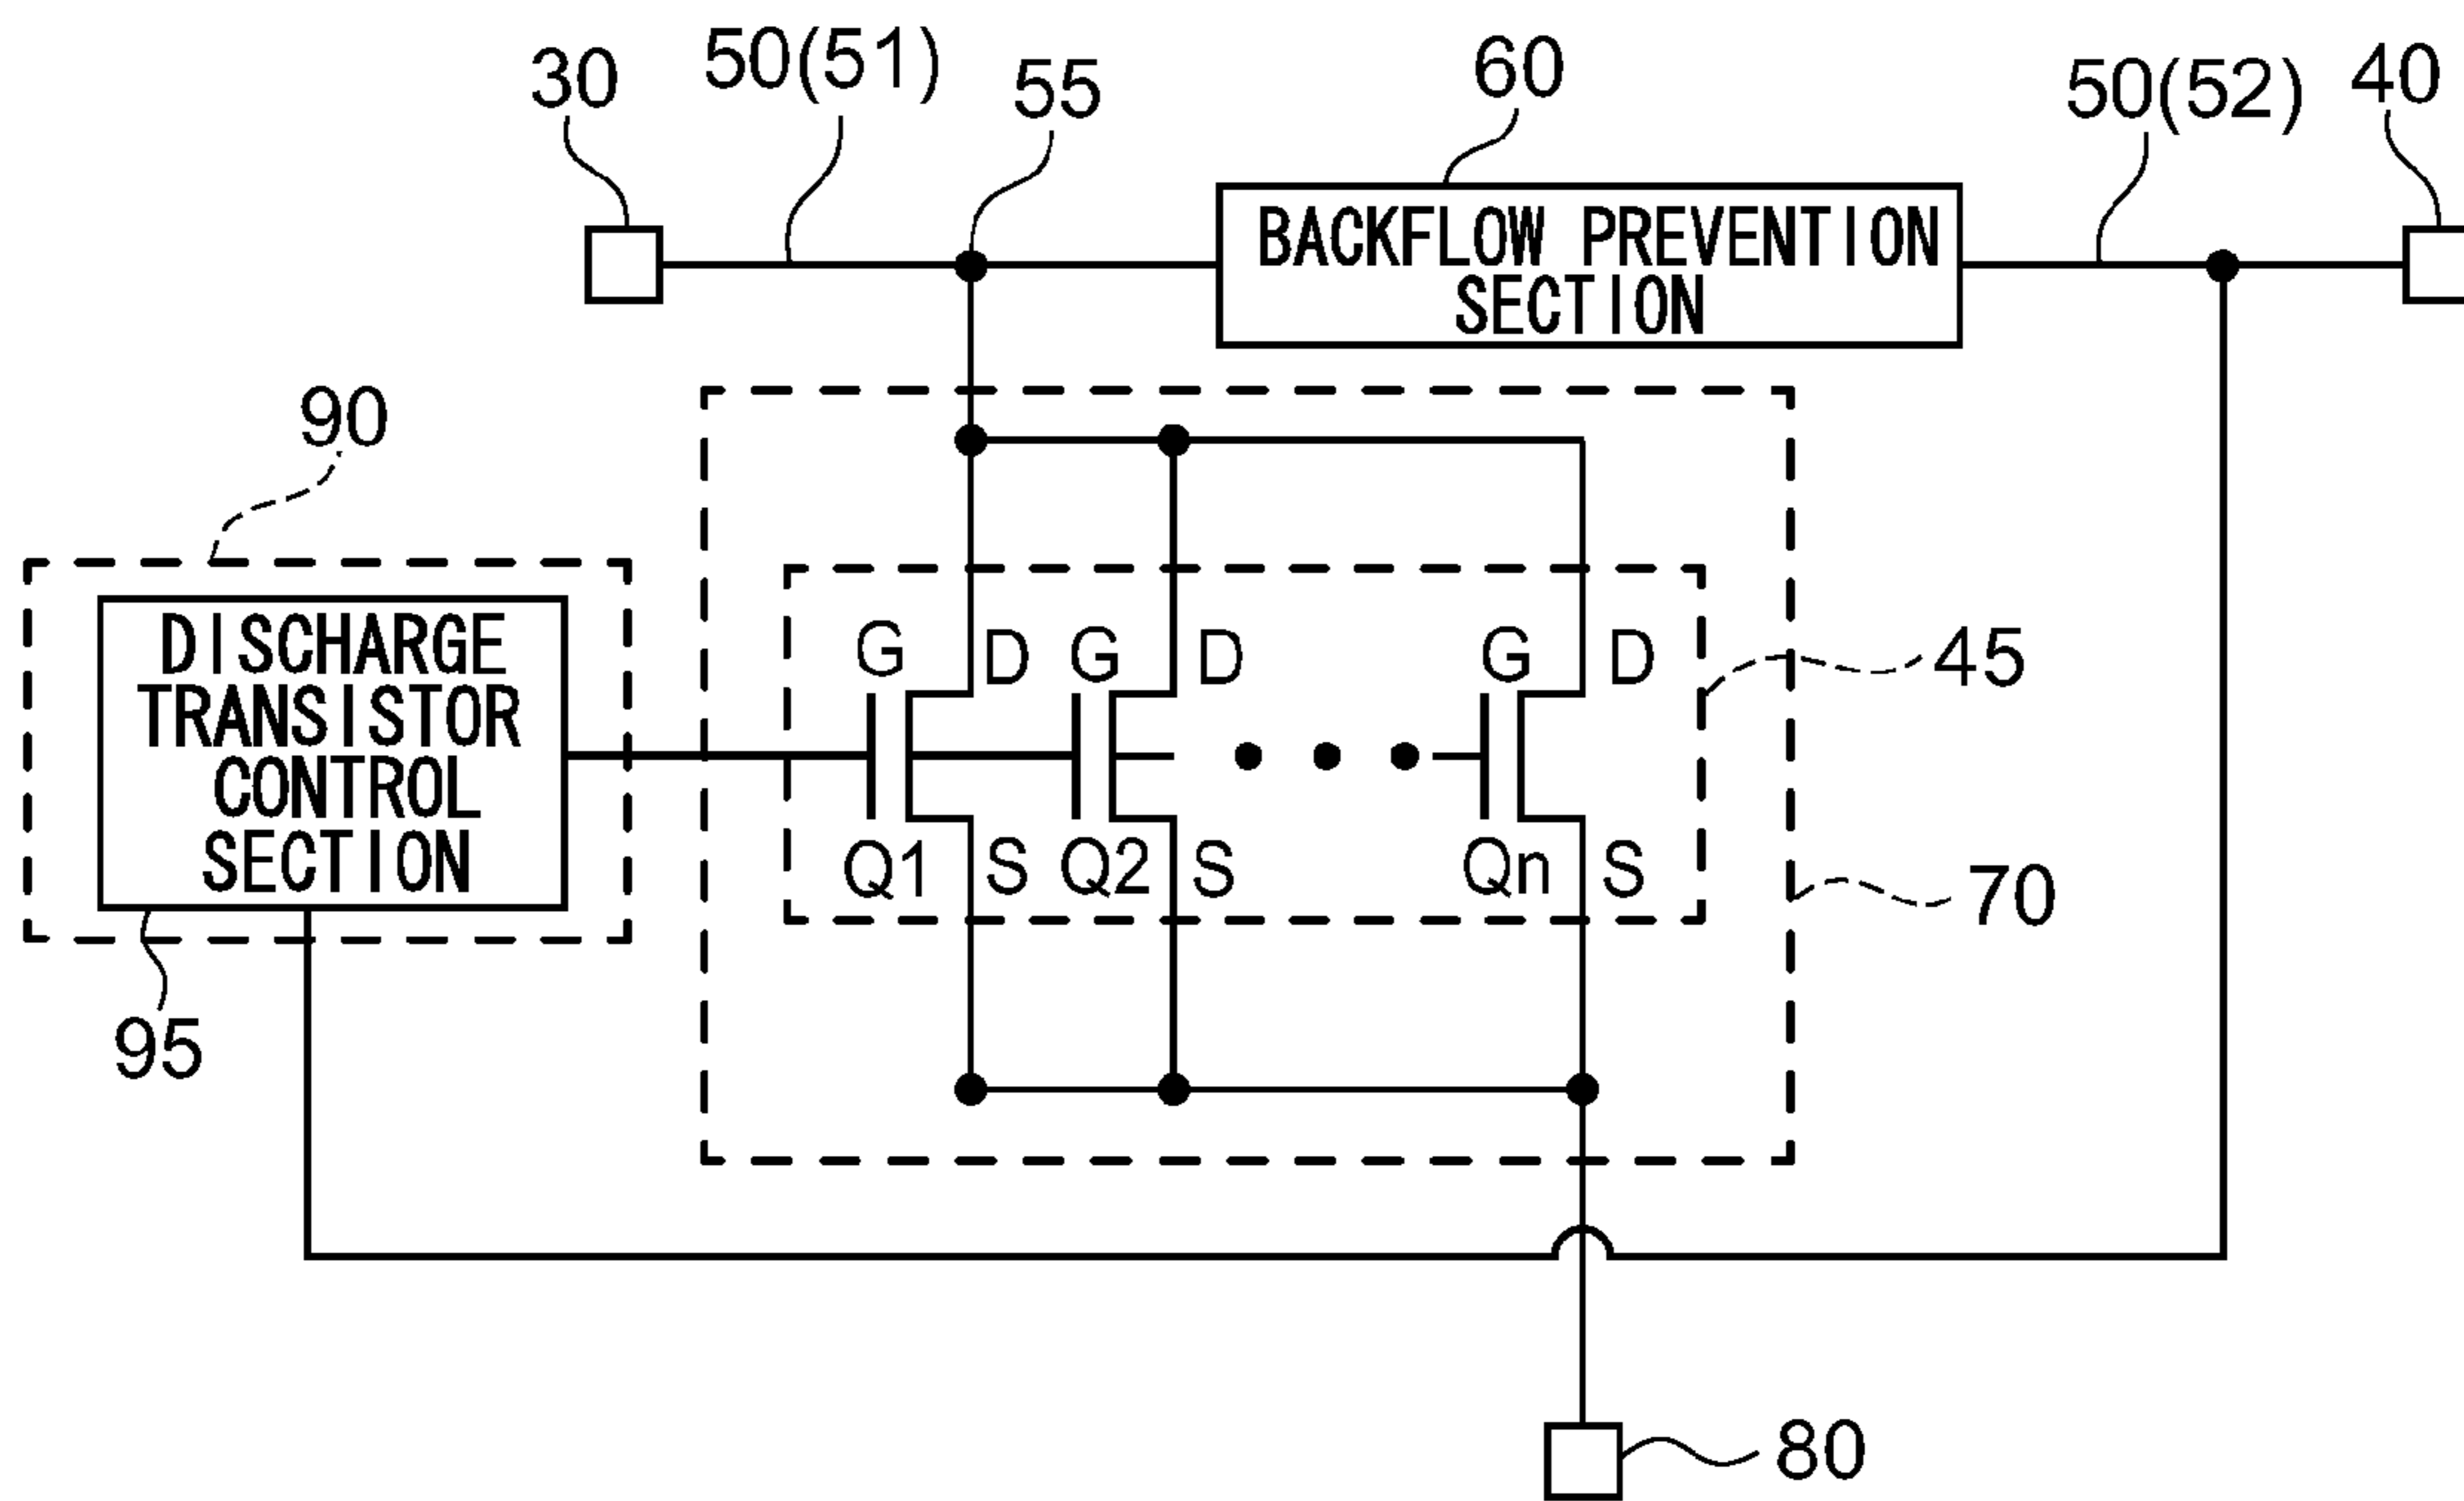 30
50(51)
55
60
50(52)
40
BACKFLOW PREVENTION
SECTION
90
DISCHARGE
TRANSISTOR
CONTROL
SECTION
G D G D G D
45
Q1 S Q2 S Qn S
70
95
80